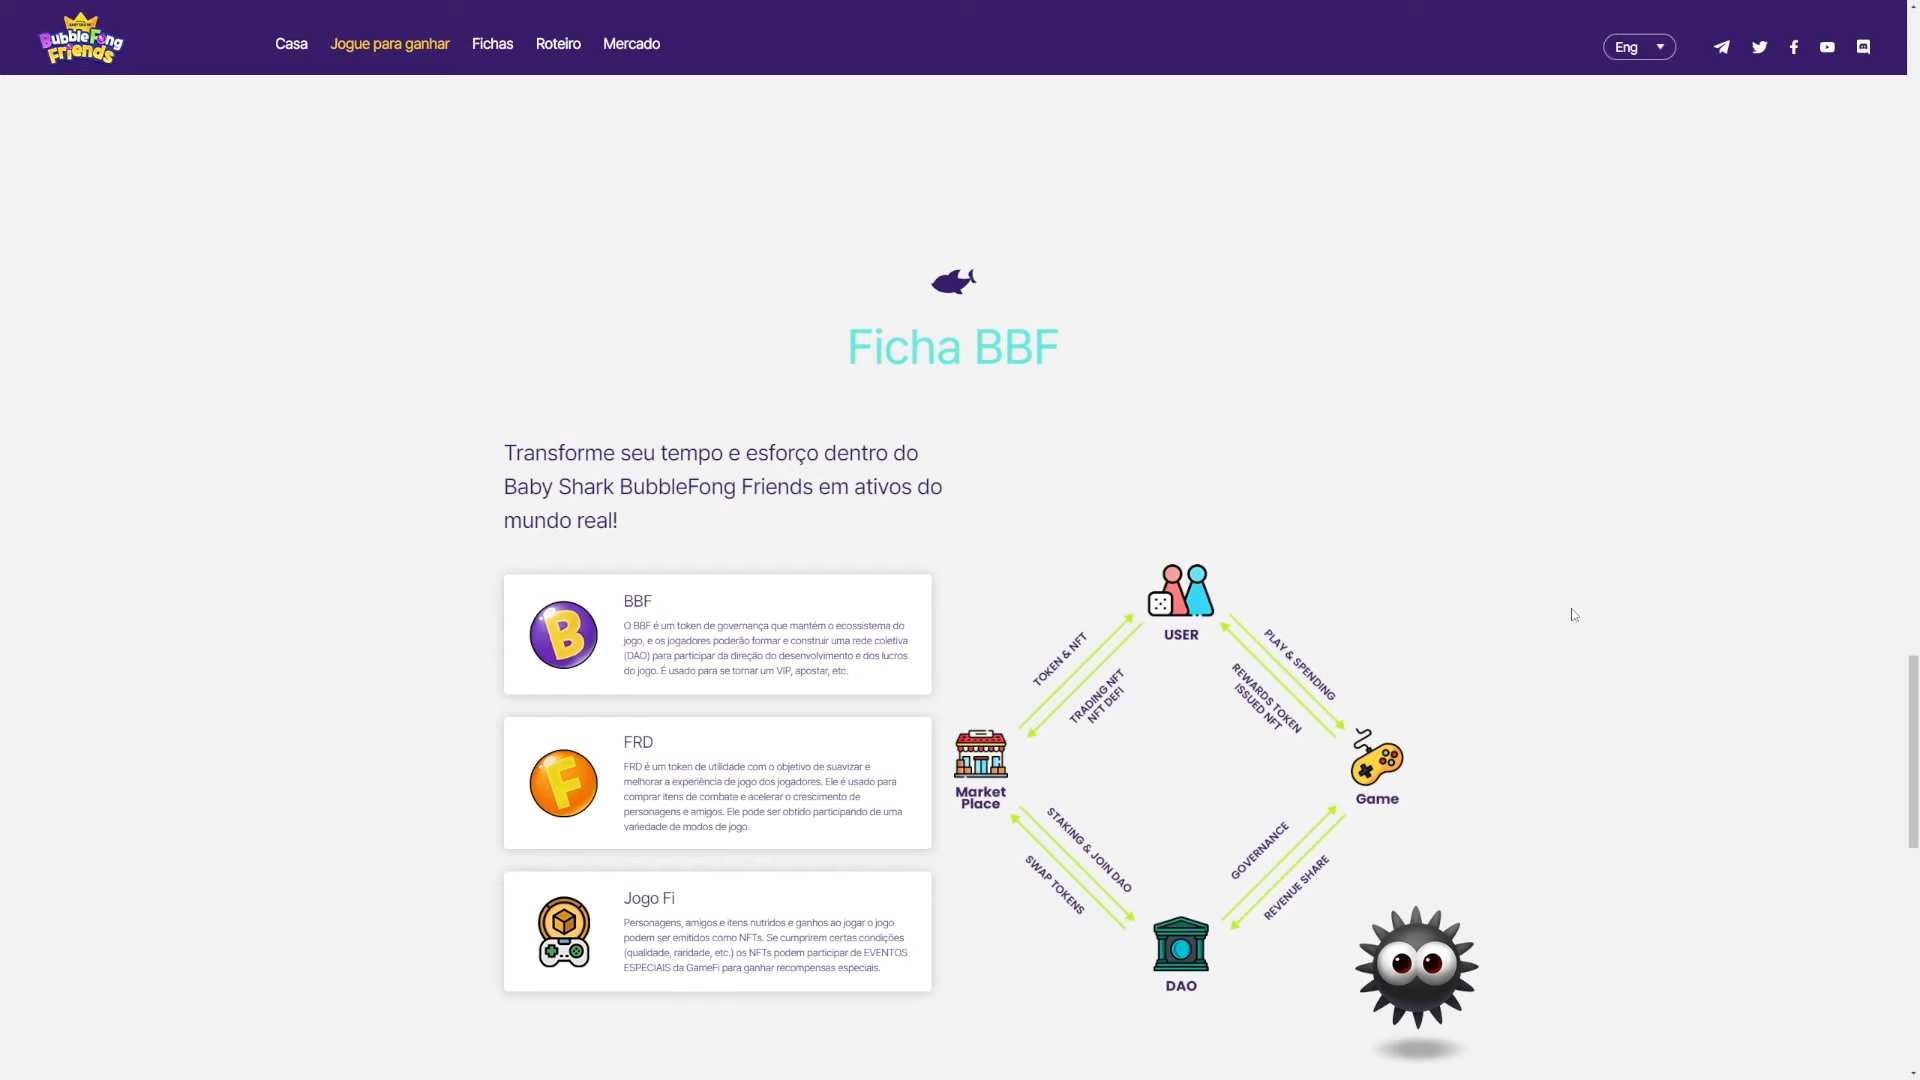 BubbleFong
Friends
Casa
Jogue para ganhar
Fichas
Roteiro
Mercado
Eng
Ficha BBF
Transforme seu tempo e esforço dentro do
Baby Shark BubbleFong Friends em ativos do
mundo real!
B
BBF
O BBF é um token de governança que mantém o ecossistema do
jogo, e os jogadores poderão formar e construir uma rede coletiva
(DAO) para participar da direção do desenvolvimento e dos lucros
do jogo. É usado para se tornar um VIP, apostar, etc.
F
FRD
FRD é um token de utilidade com o objetivo de suavizar e
melhorar a experiência de jogo dos jogadores. Ele é usado para
comprar itens de combate e acelerar o crescimento de
personagens e amigos. Ele pode ser obtido participando de uma
variedade de modos de jogo.
Jogo Fi
Personagens, amigos e itens nutridos e ganhos ao jogar o jogo
podem ser emitidos como NFTs. Se cumprirem certas condições
(qualidade, raridade, etc.) os NFTs podem participar de EVENTOS
ESPECIAIS da GameFi para ganhar recompensas especiais.
USER
TOKEN & NFT
TRADING NFT
NFT DEFI
PLAY & SPENDING
REWARDS TOKEN
ISSUED NFT
Market
Place
Game
STAKING & JOIN DAO
SWAP TOKENS
GOVERNANCE
REVENUE SHARE
DAO